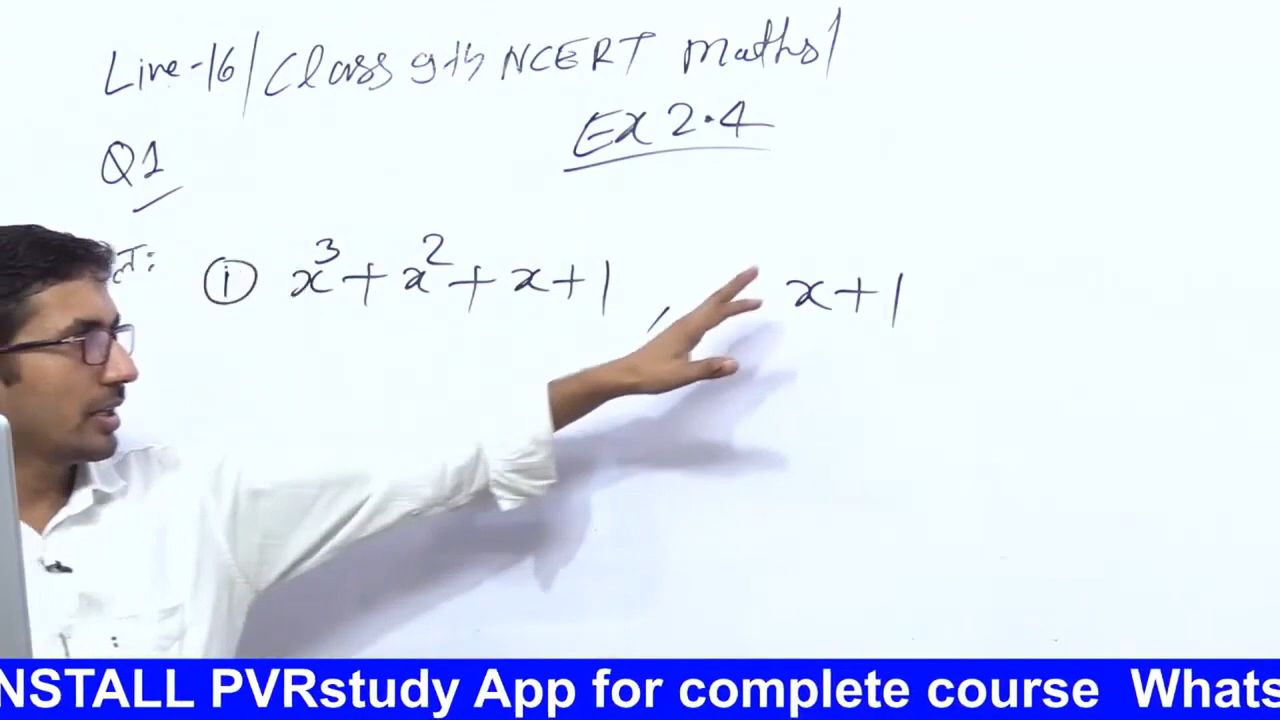 Live-16/Class 9th NCERT Maths/
Ex 2.4
Q1
① x³+x²+x+1 , x+1
NSTALL PVRstudy App for complete course Whats